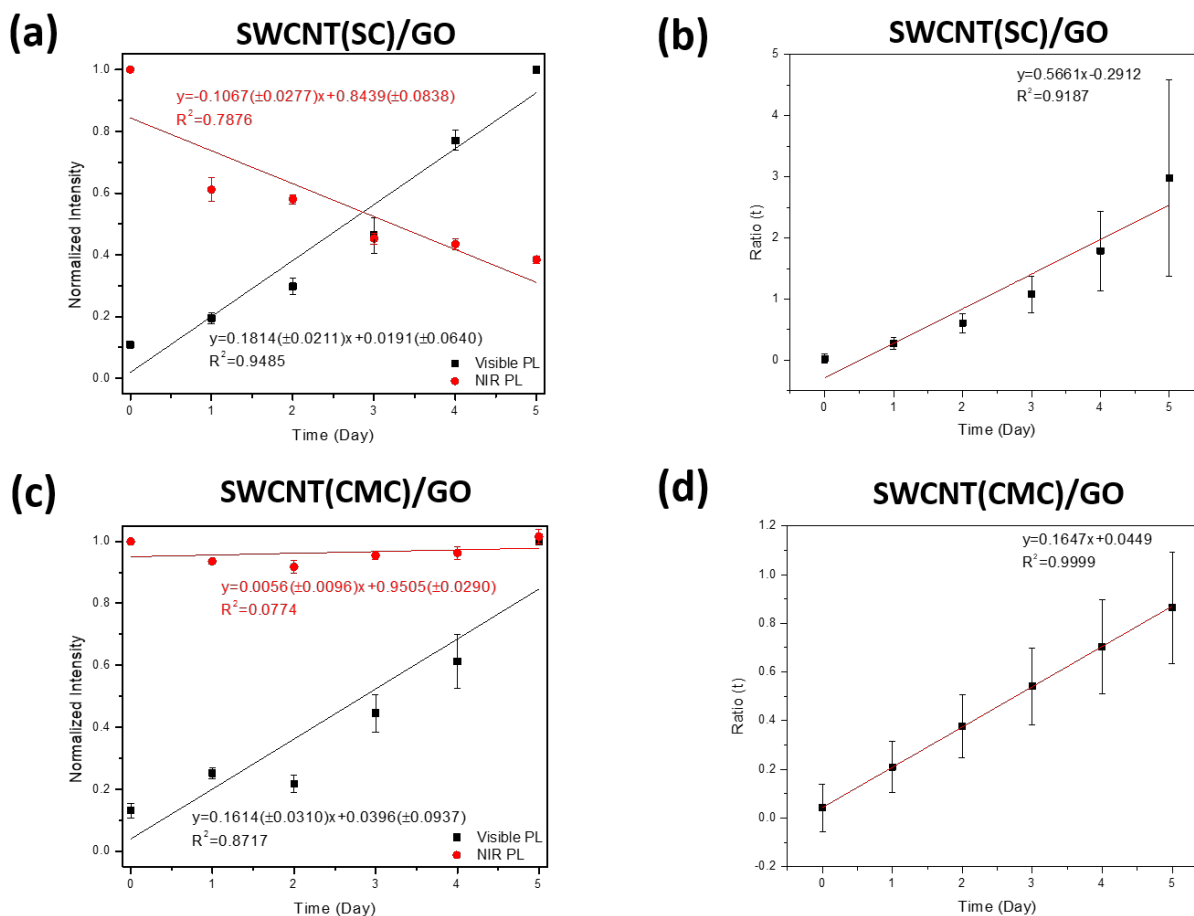 (a)
SWCNT(SC)/GO
1.0
0.8
0.6
0.4
0.2
0.0
Normalized Intensity
y=-0.1067(±0.0277)x+0.8439(±0.0838)
R²=0.7876
y=0.1814(±0.0211)x+0.0191(±0.0640)
R²=0.9485
Visible PL
NIR PL
0 1 2 3 4 5
Time (Day)
(b)
SWCNT(SC)/GO
5
4
3
2
1
0
Ratio (t)
y=0.5661x-0.2912
R²=0.9187
0 1 2 3 4 5
Time (Day)
(c)
SWCNT(CMC)/GO
1.0
0.8
0.6
0.4
0.2
0.0
Normalized Intensity
y=0.0056(±0.0096)x+0.9505(±0.0290)
R²=0.0774
y=0.1614(±0.0310)x+0.0396(±0.0937)
R²=0.8717
Visible PL
NIR PL
0 1 2 3 4 5
Time (Day)
(d)
SWCNT(CMC)/GO
1.2
1.0
0.8
0.6
0.4
0.2
0.0
-0.2
Ratio (t)
y=0.1647x+0.0449
R²=0.9999
0 1 2 3 4 5
Time (Day)